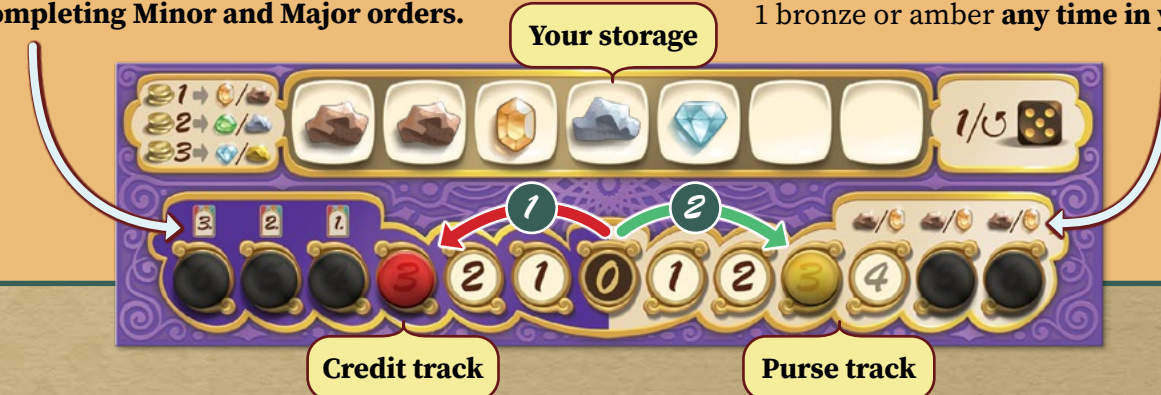 ompleting Minor and Major orders.
1 bronze or amber any time in y
Your storage
1 /
2 /
3 /
1/
3. 2. 1.
1 2
/ / /
3 2 1 0 1 2 3 4
Credit track
Purse track